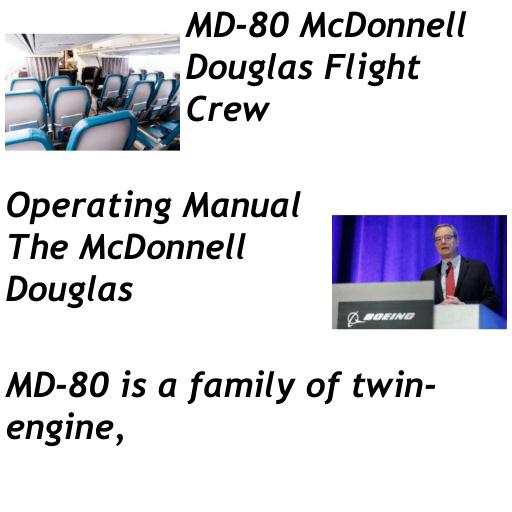 MD-80 McDonnell
Douglas Flight
Crew
Operating Manual
The McDonnell
Douglas
BOEING
MD-80 is a family of twin-
engine,